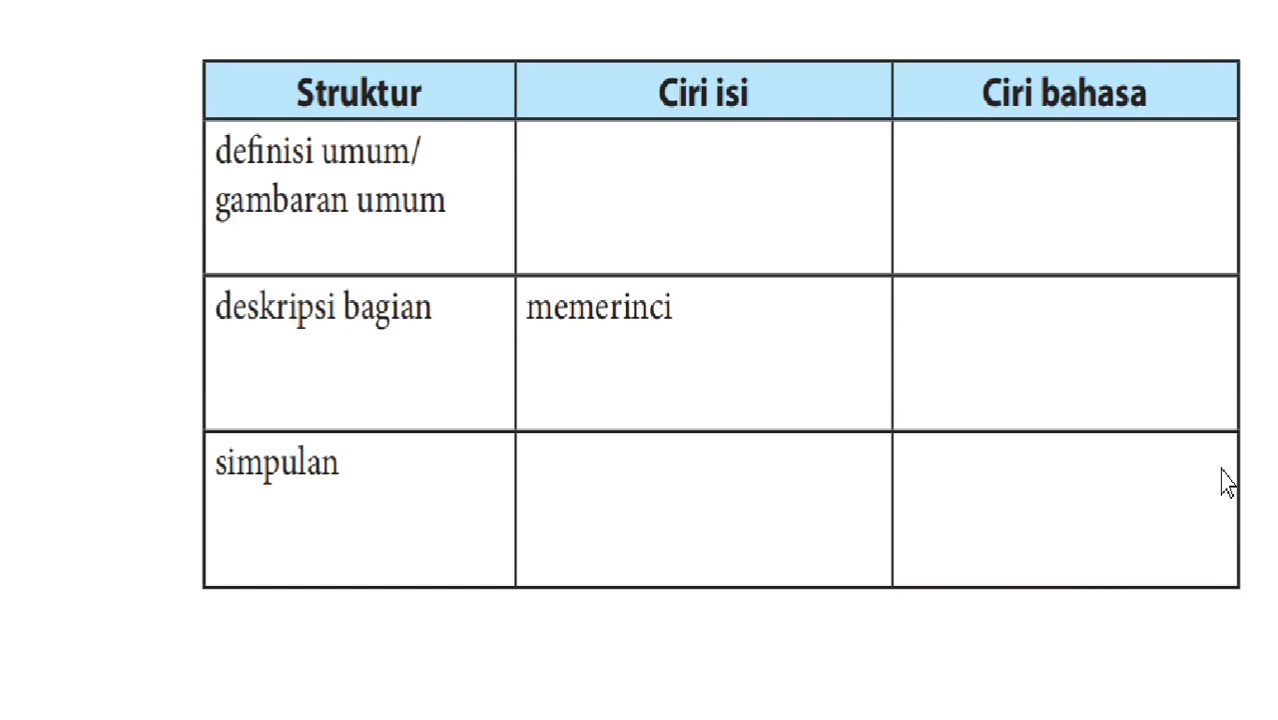 Struktur
Ciri isi
Ciri bahasa
definisi umum/
gambaran umum
deskripsi bagian
memerinci
simpulan